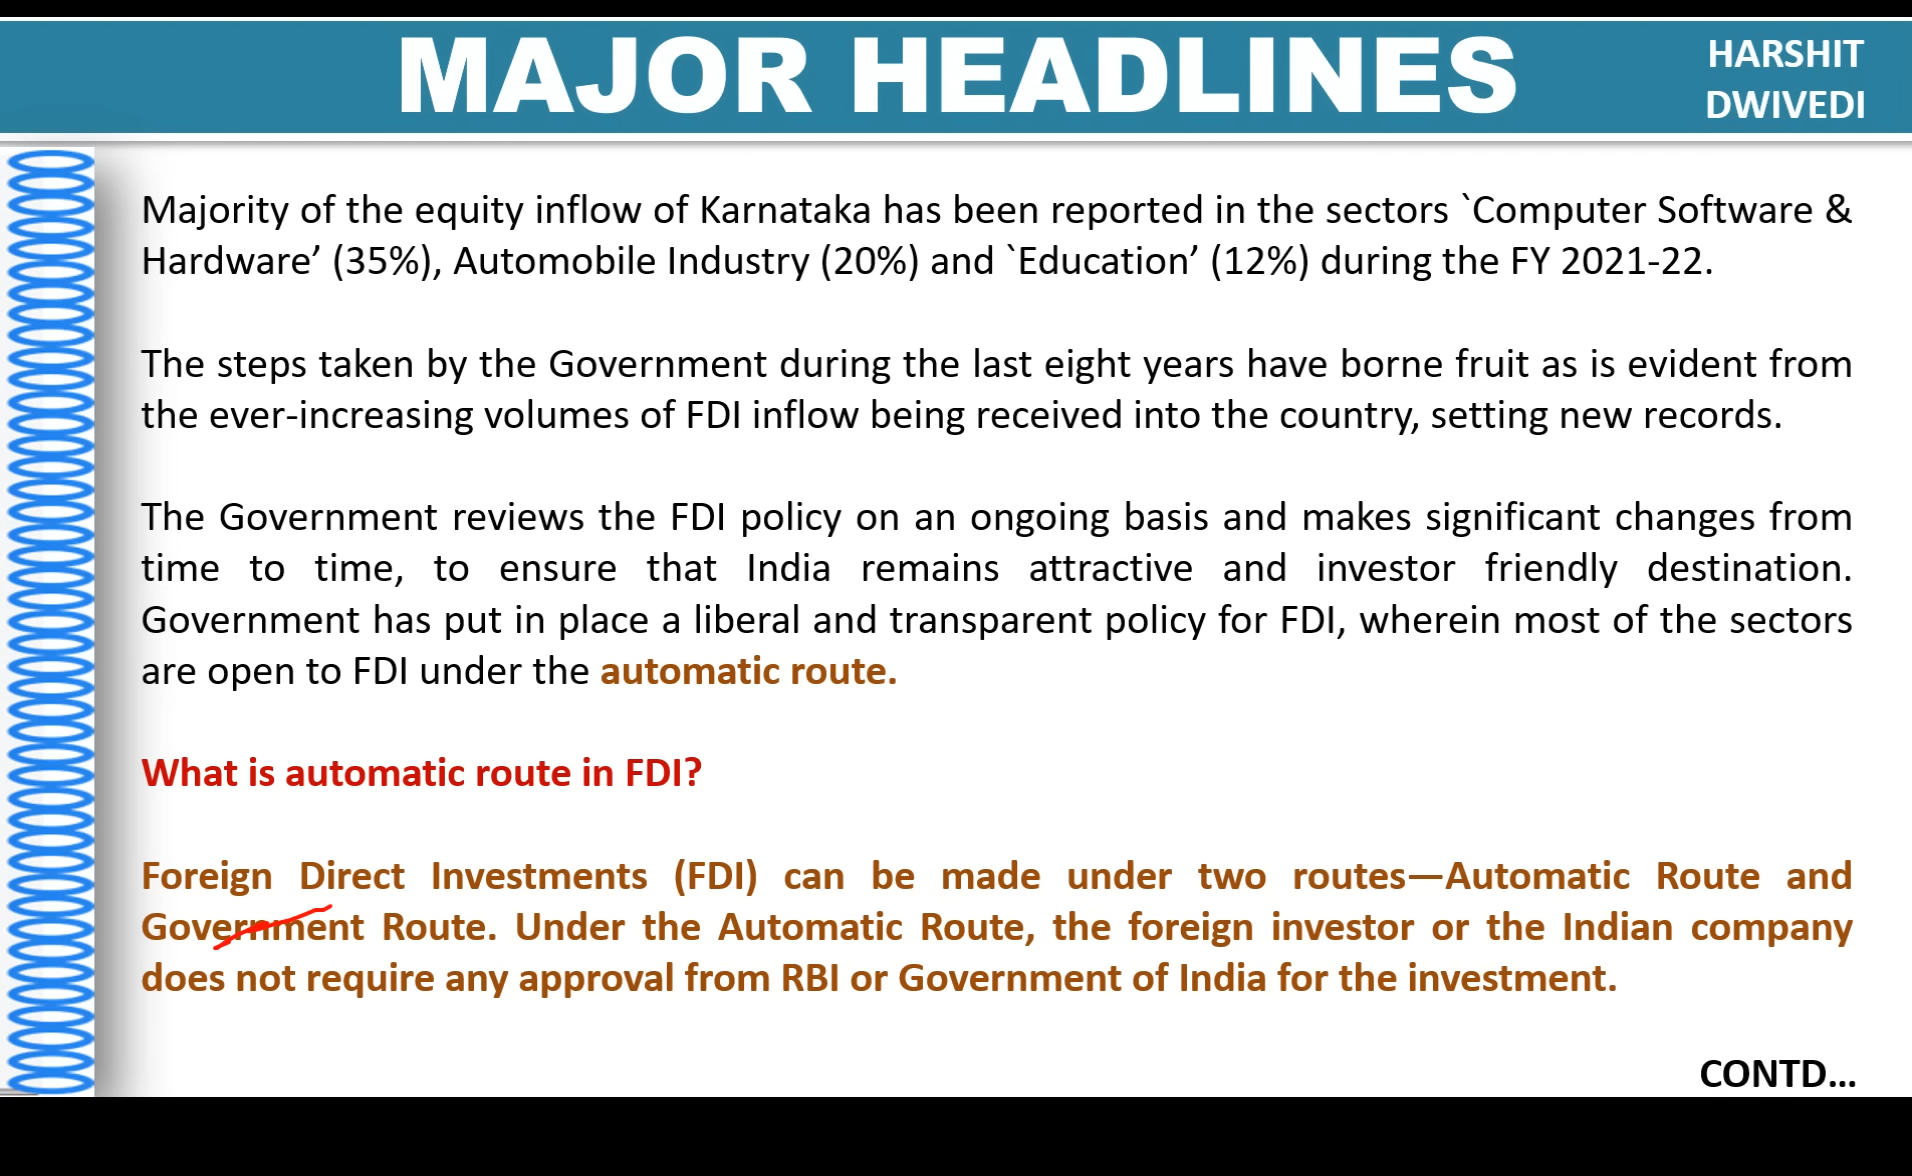 MAJOR HEADLINES
HARSHIT
DWIVEDI
Majority of the equity inflow of Karnataka has been reported in the sectors `Computer Software &
Hardware’ (35%), Automobile Industry (20%) and `Education’ (12%) during the FY 2021-22.
The steps taken by the Government during the last eight years have borne fruit as is evident from
the ever-increasing volumes of FDI inflow being received into the country, setting new records.
The Government reviews the FDI policy on an ongoing basis and makes significant changes from
time to time, to ensure that India remains attractive and investor friendly destination.
Government has put in place a liberal and transparent policy for FDI, wherein most of the sectors
are open to FDI under the automatic route.
What is automatic route in FDI?
Foreign Direct Investments (FDI) can be made under two routes—Automatic Route and
Government Route. Under the Automatic Route, the foreign investor or the Indian company
does not require any approval from RBI or Government of India for the investment.
CONTD...